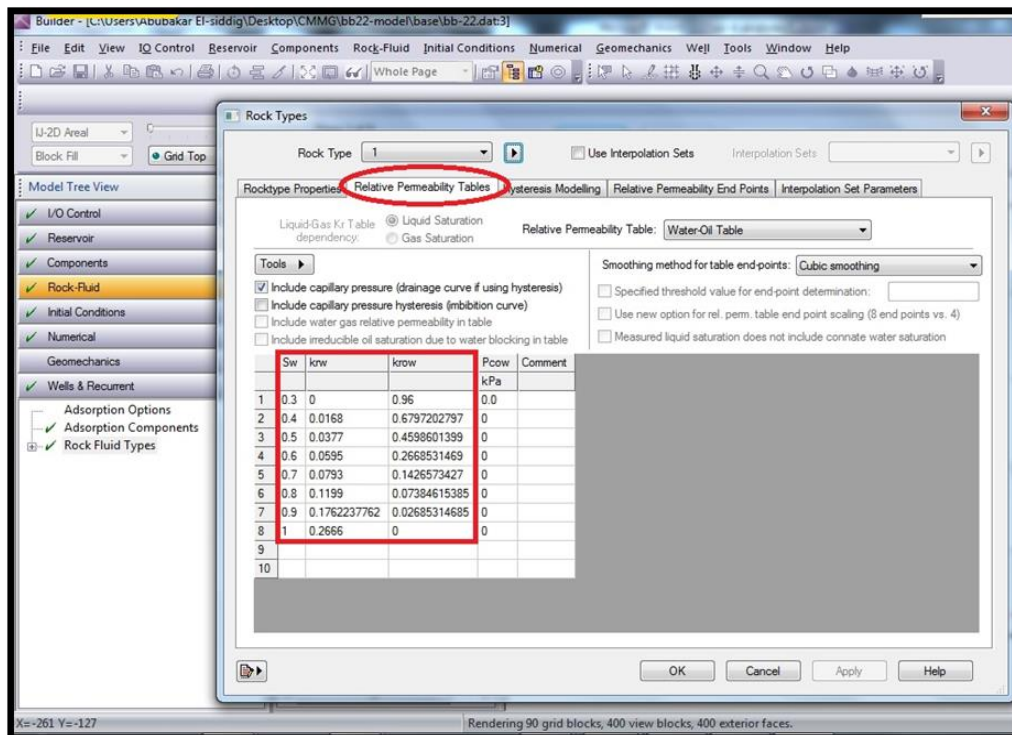 Builder - [C:\Users\Abubakar El-siddig\Desktop\CMMG\bb22-model\base\bb-22.dat:3]
File Edit View IO Control Reservoir Components Rock-Fluid Initial Conditions Numerical Geomechanics Well Tools Window Help
Whole Page
Rock Types
IJ-2D Areal
Block Fill Grid Top
Rock Type 1 Use Interpolation Sets Interpolation Sets
Model Tree View
Rocktype Properties Relative Permeability Tables Hysteresis Modelling Relative Permeability End Points Interpolation Set Parameters
I/O Control
Reservoir
Components
Rock-Fluid
Initial Conditions
Numerical
Geomechanics
Wells & Recurrent
Adsorption Options
Adsorption Components
Rock Fluid Types
Liquid-Gas Kr Table dependency:
Liquid Saturation
Gas Saturation
Relative Permeability Table: Water-Oil Table
Tools
Smoothing method for table end-points: Cubic smoothing
Include capillary pressure (drainage curve if using hysteresis)
Include capillary pressure hysteresis (imbibition curve)
Include water gas relative permeability in table
Include irreducible oil saturation due to water blocking in table
Specified threshold value for end-point determination:
Use new option for rel. perm. table end point scaling (8 end points vs. 4)
Measured liquid saturation does not include connate water saturation
Sw krw krow Pcow Comment
kPa
1 0.3 0 0.96 0.0
2 0.4 0.0168 0.6797202797 0
3 0.5 0.0377 0.4598601399 0
4 0.6 0.0595 0.2668531469 0
5 0.7 0.0793 0.1426573427 0
6 0.8 0.1199 0.07384615385 0
7 0.9 0.1762237762 0.02685314685 0
8 1 0.2666 0 0
9
10
OK Cancel Apply Help
X=-261 Y=-127 Rendering 90 grid blocks, 400 view blocks, 400 exterior faces.